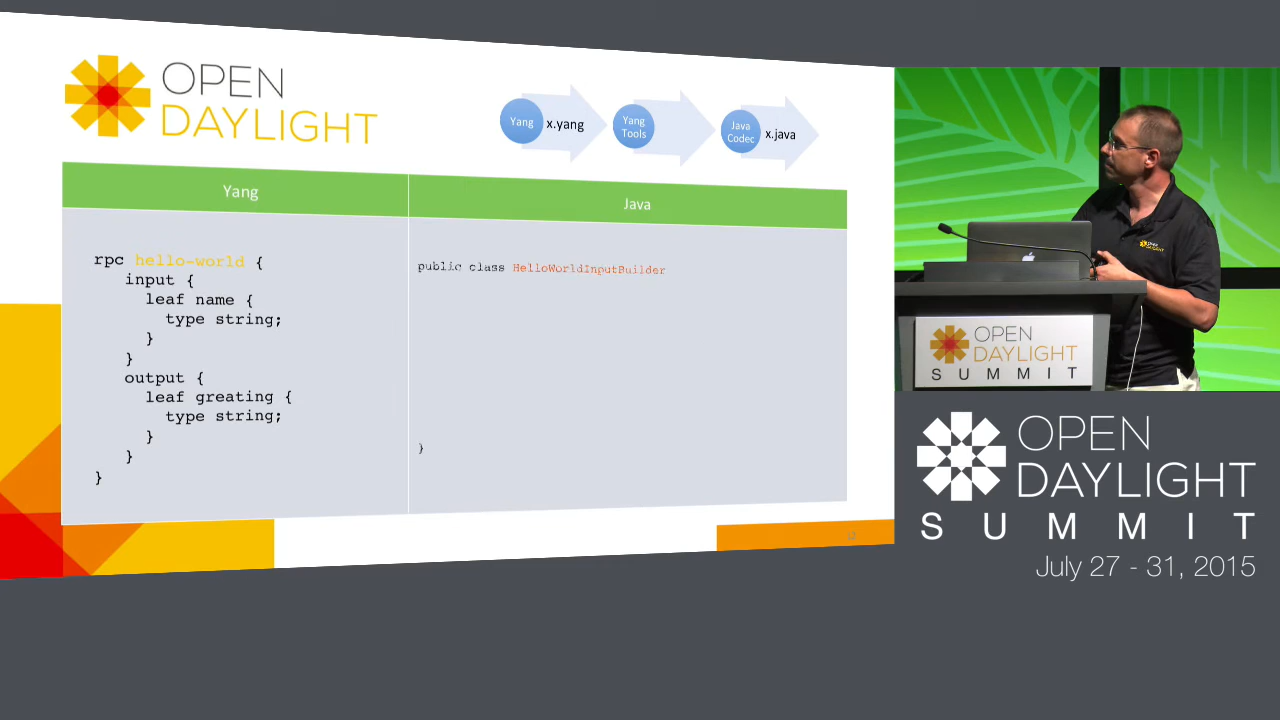 OPEN
DAYLIGHT
Yang
x.yang
Yang
Tools
Java
Codec
x.java
Yang
Java
rpc hello-world {
input {
leaf name {
type string;
}
}
output {
leaf greating {
type string;
}
}
}
public class HelloWorldInputBuilder
}
OPEN
DAYLIGHT
SUMMIT
OPEN
DAYLIGHT
SUMMIT
July 27 - 31, 2015